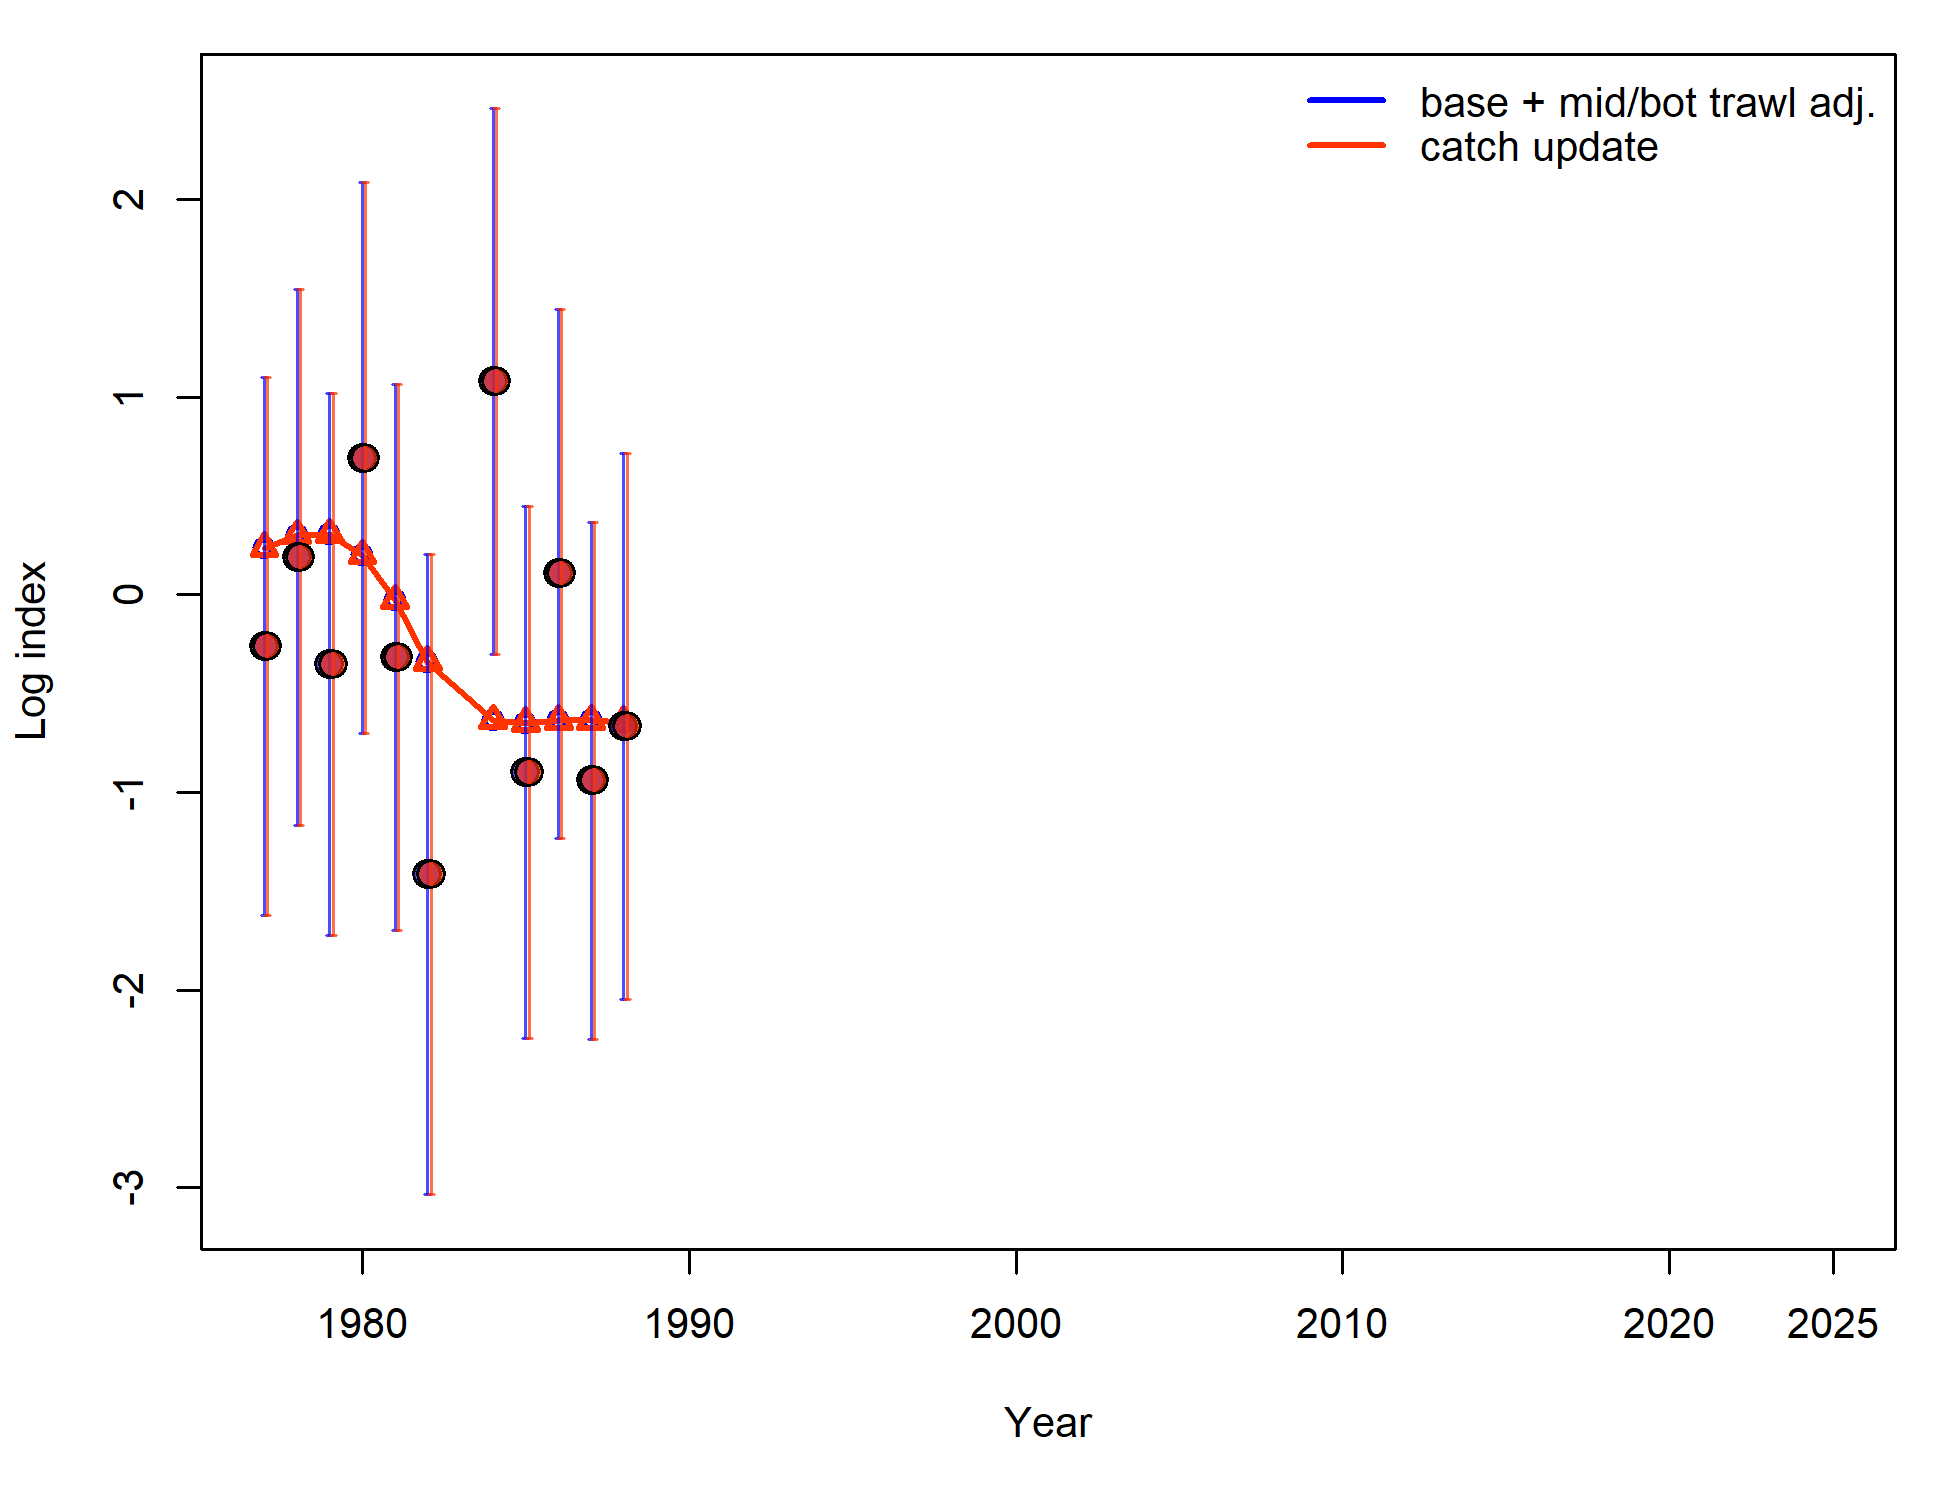 base + mid/bot trawl adj.
catch update
2
1
0
-1
-2
-3
Log index
1980 1990 2000 2010 2020 2025
Year